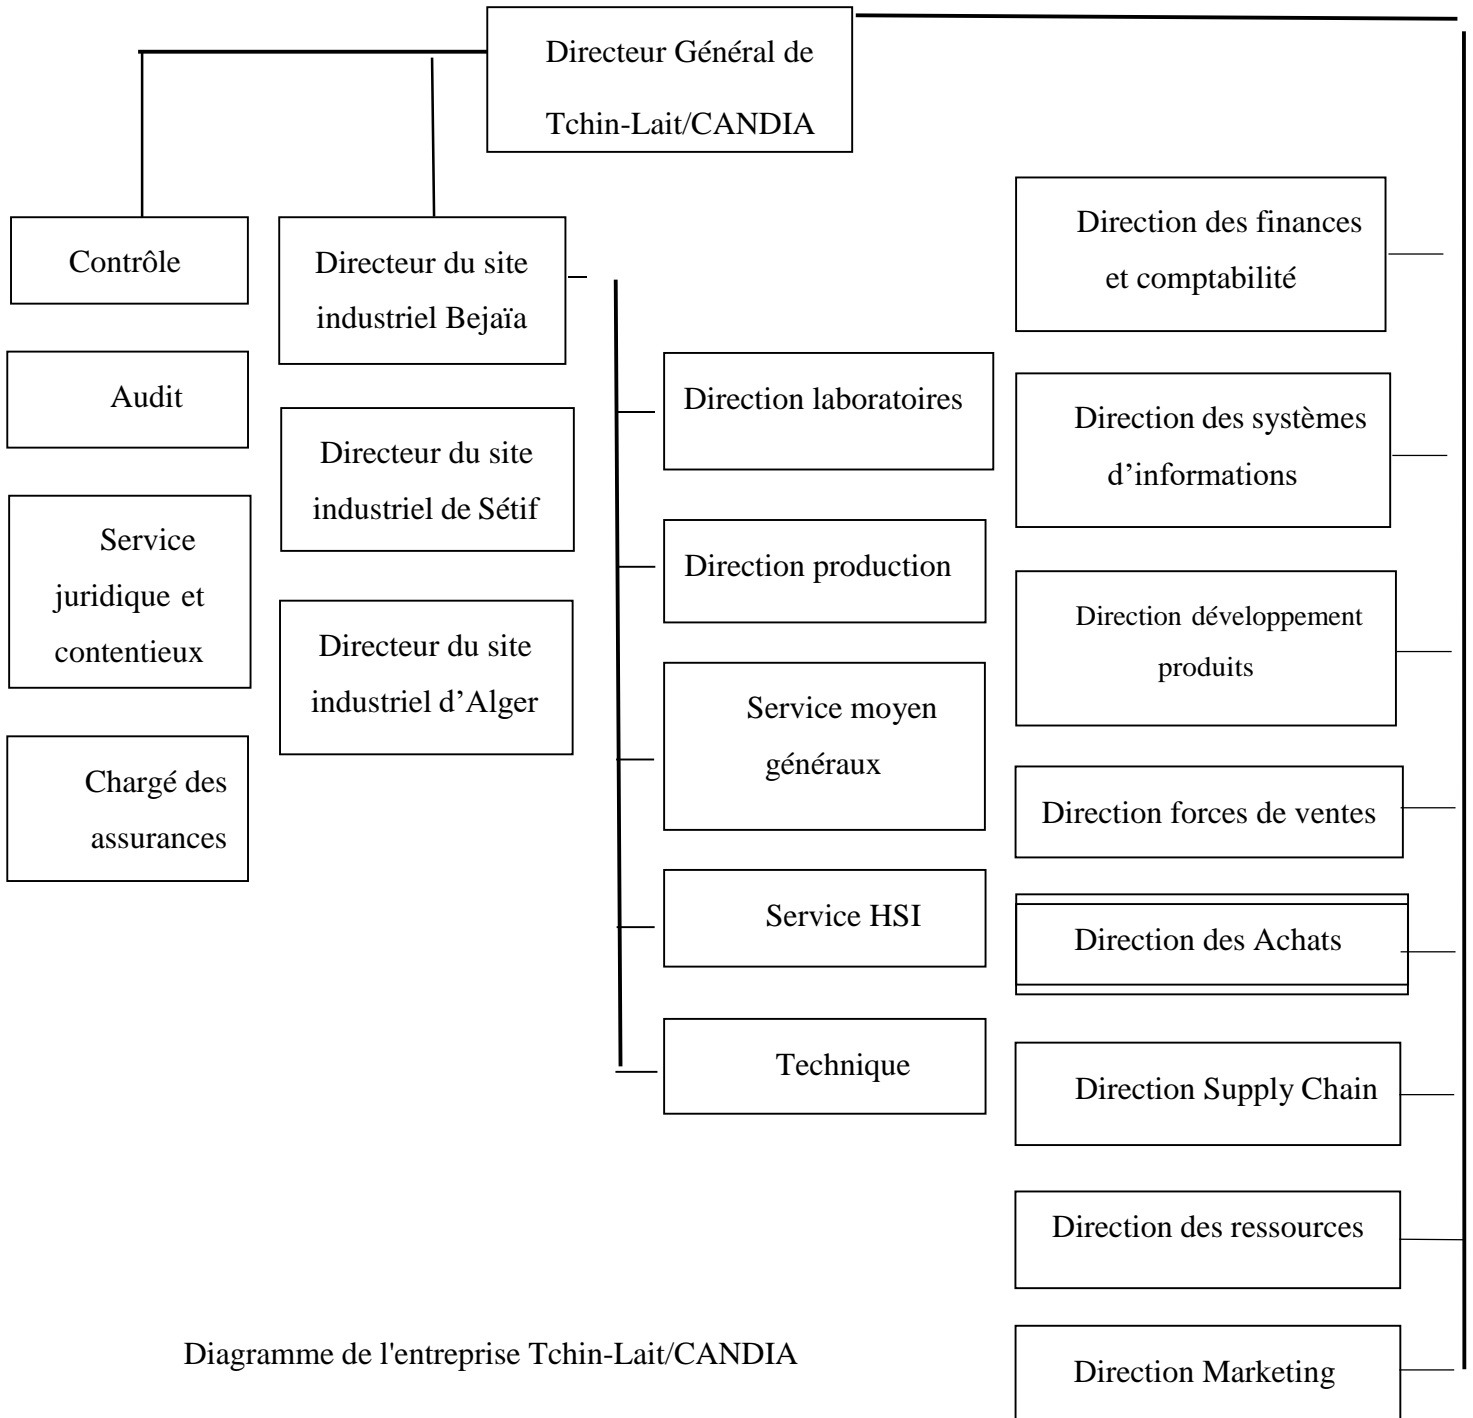 Directeur Général de
Tchin-Lait/CANDIA
Contrôle
Audit
Service
juridique et
contentieux
Chargé des
assurances
Directeur du site
industriel Bejaïa
Directeur du site
industriel de Sétif
Directeur du site
industriel d’Alger
Direction laboratoires
Direction production
Service moyen
généraux
Service HSI
Technique
Direction des finances
et comptabilité
Direction des systèmes
d’informations
Direction développement
produits
Direction forces de ventes
Direction des Achats
Direction Supply Chain
Direction des ressources
Direction Marketing
Diagramme de l'entreprise Tchin-Lait/CANDIA